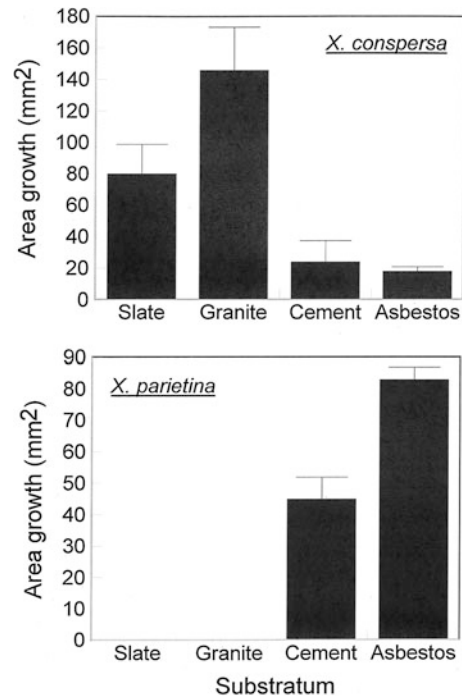 180
160
140
120
100
80
60
40
20
0
Area growth (mm2)
X. conspersa
Slate Granite Cement Asbestos
90
80
70
60
50
40
30
20
10
0
Area growth (mm2)
X. parietina
Slate Granite Cement Asbestos
Substratum